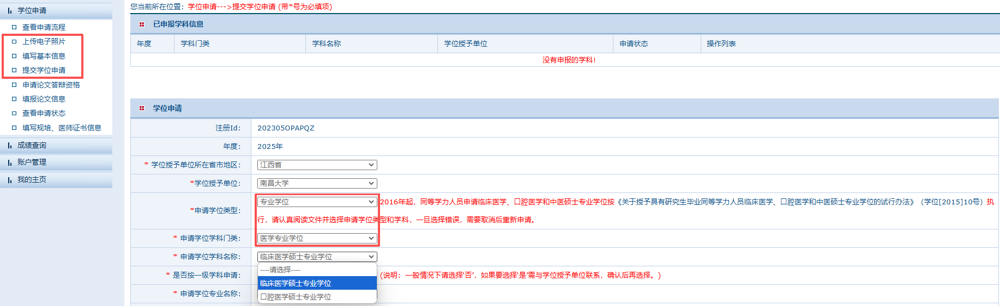 学位申请
查看申请流程
上传电子照片
填写基本信息
提交学位申请
申请论文答辩资格
填报论文信息
查看申请状态
填写规培、医师证书信息
成绩查询
账户管理
我的主页
您当前所在位置：学位申请--->提交学位申请 (带*号为必填项)
已申报学科信息
年度 学科门类 学科名称 学位授予单位 申请状态 操作列表
没有申报的学科!
学位申请
注册Id： 202305OPAPQZ
年度： 2025年
* 学位授予单位所在省市地区： 江西省
*学位授予单位： 南昌大学
*申请学位类型： 专业学位 2016年起，同等学力人员申请临床医学、口腔医学和中医硕士专业学位按《关于授予具有研究生毕业同等学力人员临床医学、口腔医学和中医硕士专业学位的试行办法》（学位[2015]10号）执
行，请认真阅读文件并选择申请学位类型和学科，一旦选择错误，需要取消后重新申请。
* 申请学位学科门类： 医学专业学位
* 申请学位学科名称： 临床医学硕士专业学位
----请选择----
* 是否按一级学科申请： (说明：一般情况下请选择‘否’，如果要选择‘是’需与学位授予单位联系，确认后再选择。)
临床医学硕士专业学位
* 申请学位专业名称：
口腔医学硕士专业学位